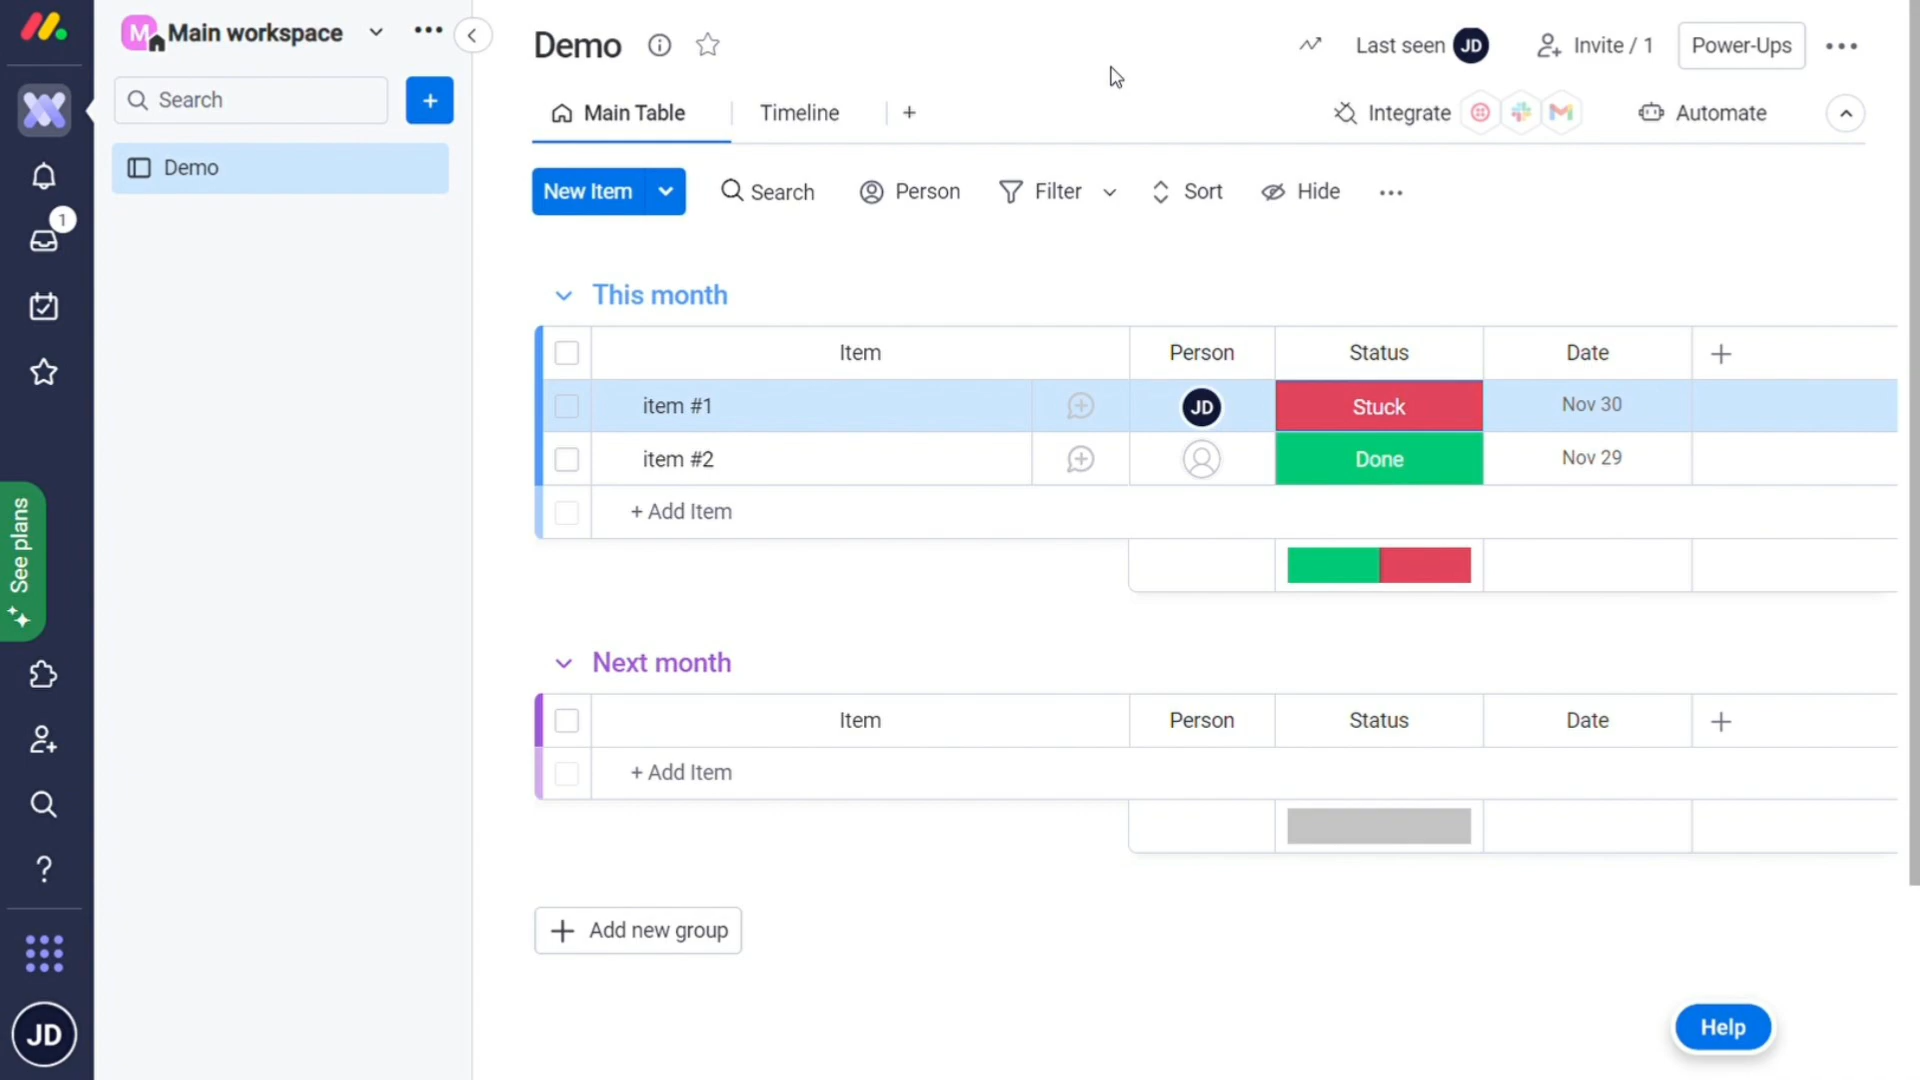 M Main workspace
Search
+
Demo
1
See plans
JD
Demo
Last seen JD
Invite / 1
Power-Ups
Main Table
Timeline
+
Integrate
Automate
New Item
Search
Person
Filter
Sort
Hide
This month
Item Person Status Date +
item #1 JD Stuck Nov 30
item #2 Done Nov 29
+ Add Item
Next month
Item Person Status Date +
+ Add Item
+ Add new group
Help